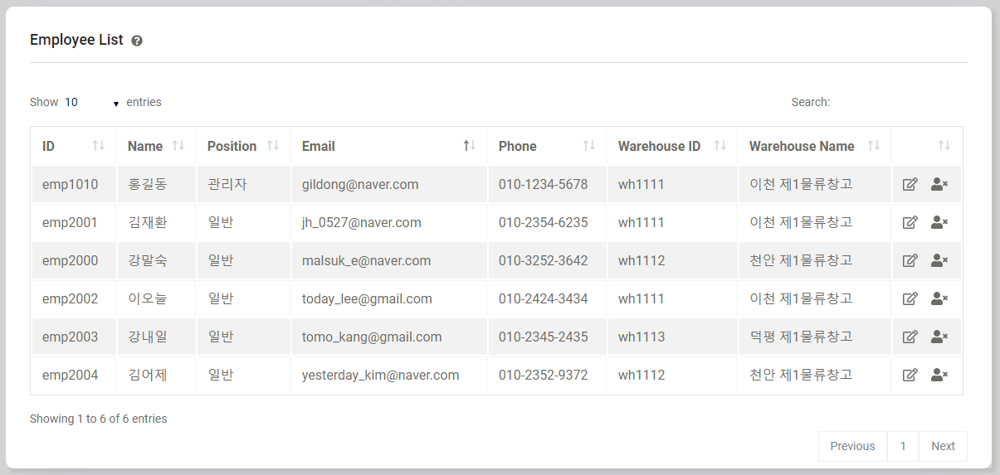 Employee List
Show 10 entries Search:
ID Name Position Email Phone Warehouse ID Warehouse Name
emp1010 홍길동 관리자 gildong@naver.com 010-1234-5678 wh1111 이천 제1물류창고
emp2001 김재환 일반 jh_0527@naver.com 010-2354-6235 wh1111 이천 제1물류창고
emp2000 강말숙 일반 malsuk_e@naver.com 010-3252-3642 wh1112 천안 제1물류창고
emp2002 이오늘 일반 today_lee@gmail.com 010-2424-3434 wh1111 이천 제1물류창고
emp2003 강내일 일반 tomo_kang@gmail.com 010-2345-2435 wh1113 덕평 제1물류창고
emp2004 김어제 일반 yesterday_kim@naver.com 010-2352-9372 wh1112 천안 제1물류창고
Showing 1 to 6 of 6 entries
Previous 1 Next